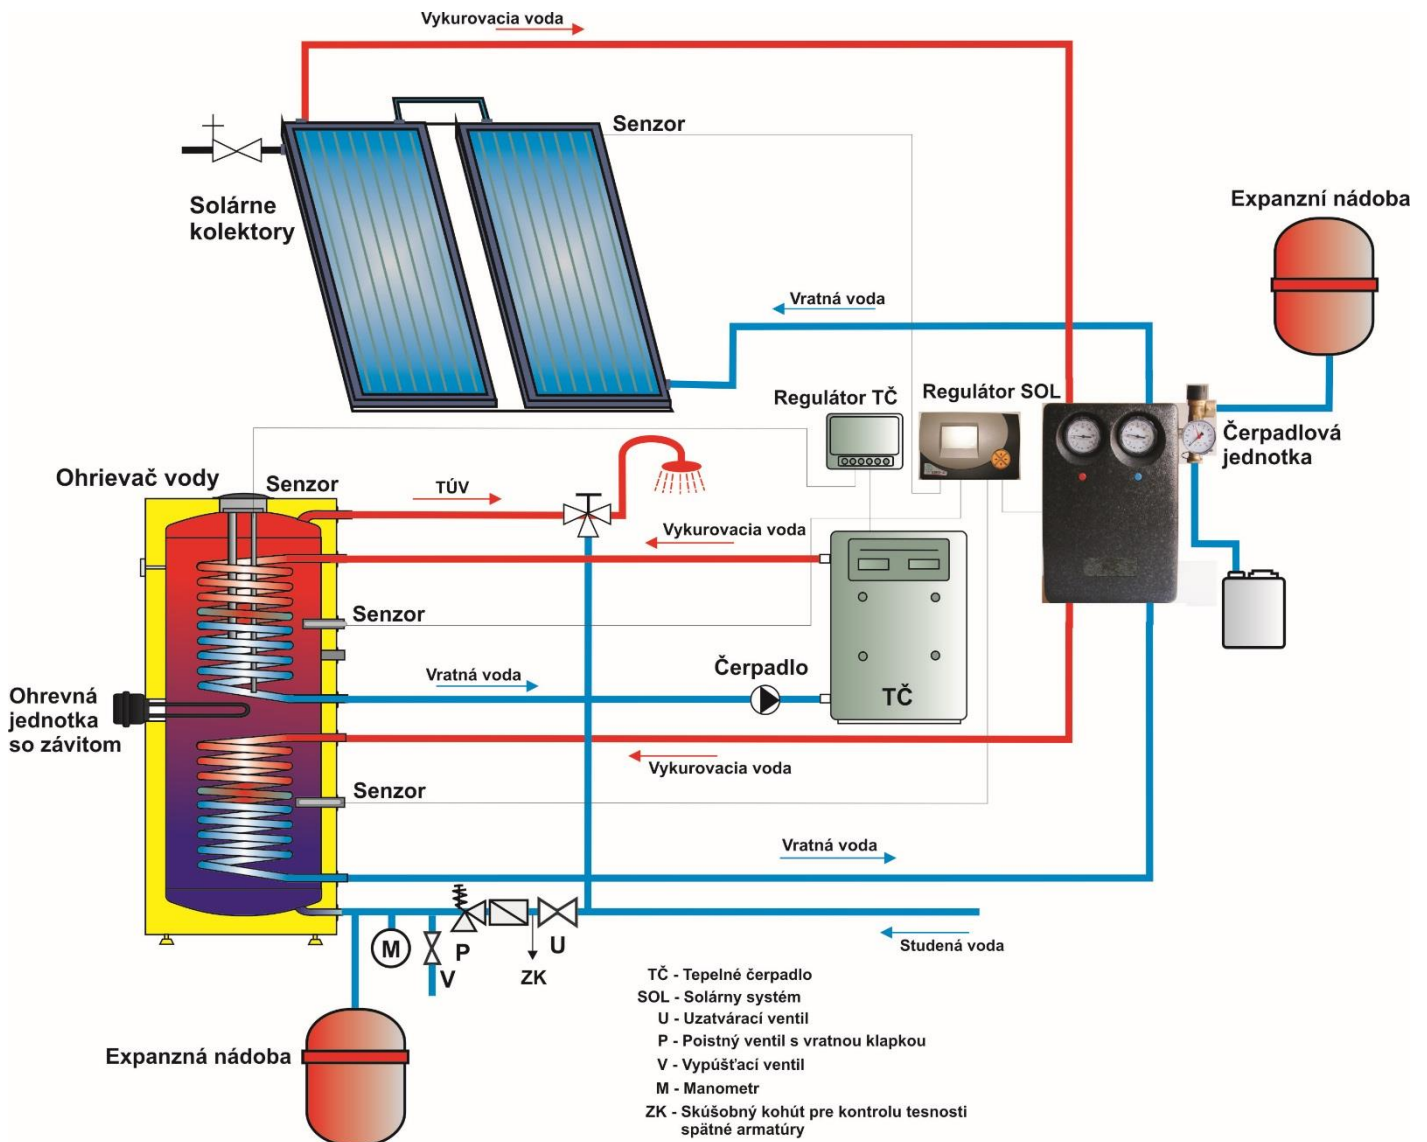 Vykurovacia voda
Senzor
Solárne
kolektory
Expanzní nádoba
Vratná voda
Regulátor TČ
Regulátor SOL
Čerpadlová
jednotka
Ohrievač vody
Senzor
TÚV
Vykurovacia voda
Senzor
Čerpadlo
Vratná voda
TČ
Ohrevná
jednotka
so závitom
Vykurovacia voda
Senzor
Vratná voda
M
P
U
V
ZK
Studená voda
Expanzná nádoba
TČ - Tepelné čerpadlo
SOL - Solárny systém
U - Uzatvárací ventil
P - Poistný ventil s vratnou klapkou
V - Vypúšťací ventil
M - Manometr
ZK - Skúšobný kohút pre kontrolu tesnosti
spätné armatúry